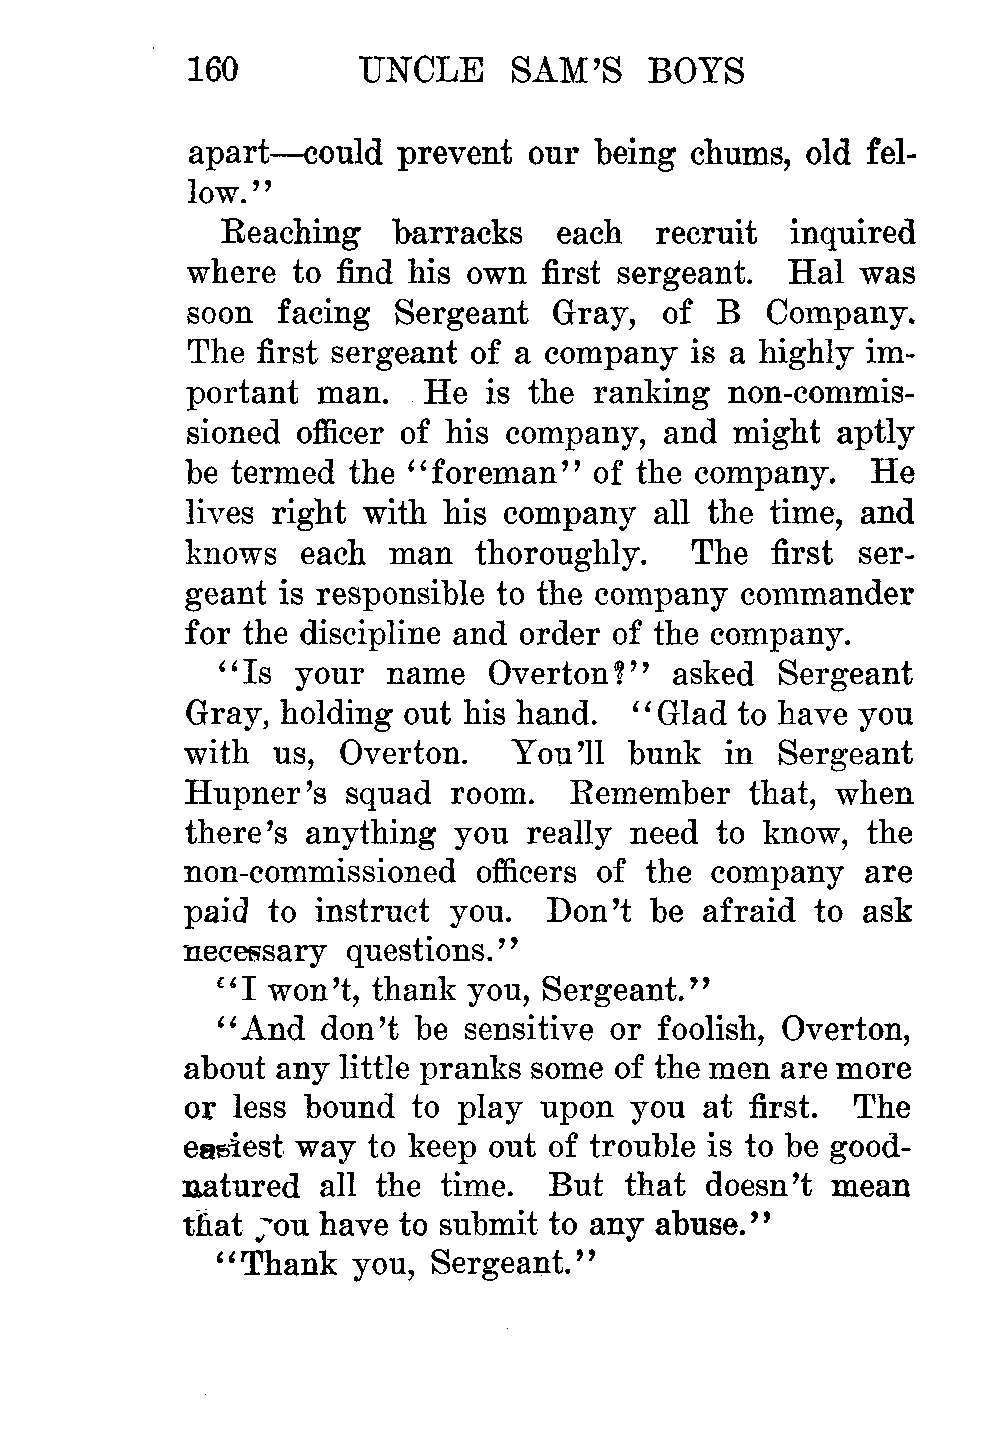 160 UNCLE SAM'S BOYS
apart—could prevent our being chums, old fel-
low."
Reaching barracks each recruit inquired
where to find his own first sergeant. Hal was
soon facing Sergeant Gray, of B Company.
The first sergeant of a company is a highly im-
portant man. He is the ranking non-commis-
sioned officer of his company, and might aptly
be termed the "foreman" of the company. He
lives right with his company all the time, and
knows each man thoroughly. The first ser-
geant is responsible to the company commander
for the discipline and order of the company.
"Is your name Overton?" asked Sergeant
Gray, holding out his hand. "Glad to have you
with us, Overton. You'll bunk in Sergeant
Hupner's squad room. Remember that, when
there's anything you really need to know, the
non-commissioned officers of the company are
paid to instruct you. Don't be afraid to ask
necessary questions."
"I won't, thank you, Sergeant."
"And don't be sensitive or foolish, Overton,
about any little pranks some of the men are more
or less bound to play upon you at first. The
easiest way to keep out of trouble is to be good-
natured all the time. But that doesn't mean
that you have to submit to any abuse."
"Thank you, Sergeant."